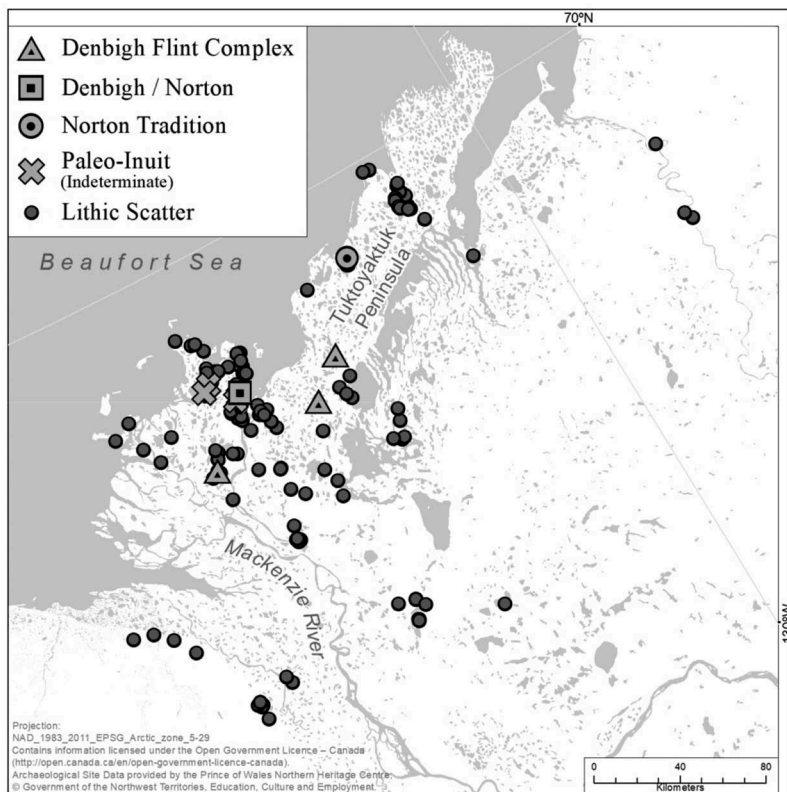 70ºN
Denbigh Flint Complex
Denbigh / Norton
Norton Tradition
Paleo-Inuit
(Indeterminate)
Lithic Scatter
Beaufort Sea
Tuktoyaktuk
Peninsula
Mackenzie River
130ºW
Projection:
NAD_1983_2011_EPSG_Arctic_zone_5-29
Contains information licensed under the Open Government Licence – Canada
(http://open.canada.ca/en/open-government-licence-canada).
Archaeological Site Data provided by the Prince of Wales Northern Heritage Centre;
© Government of the Northwest Territories, Education, Culture and Employment.
0 40 80
Kilometers